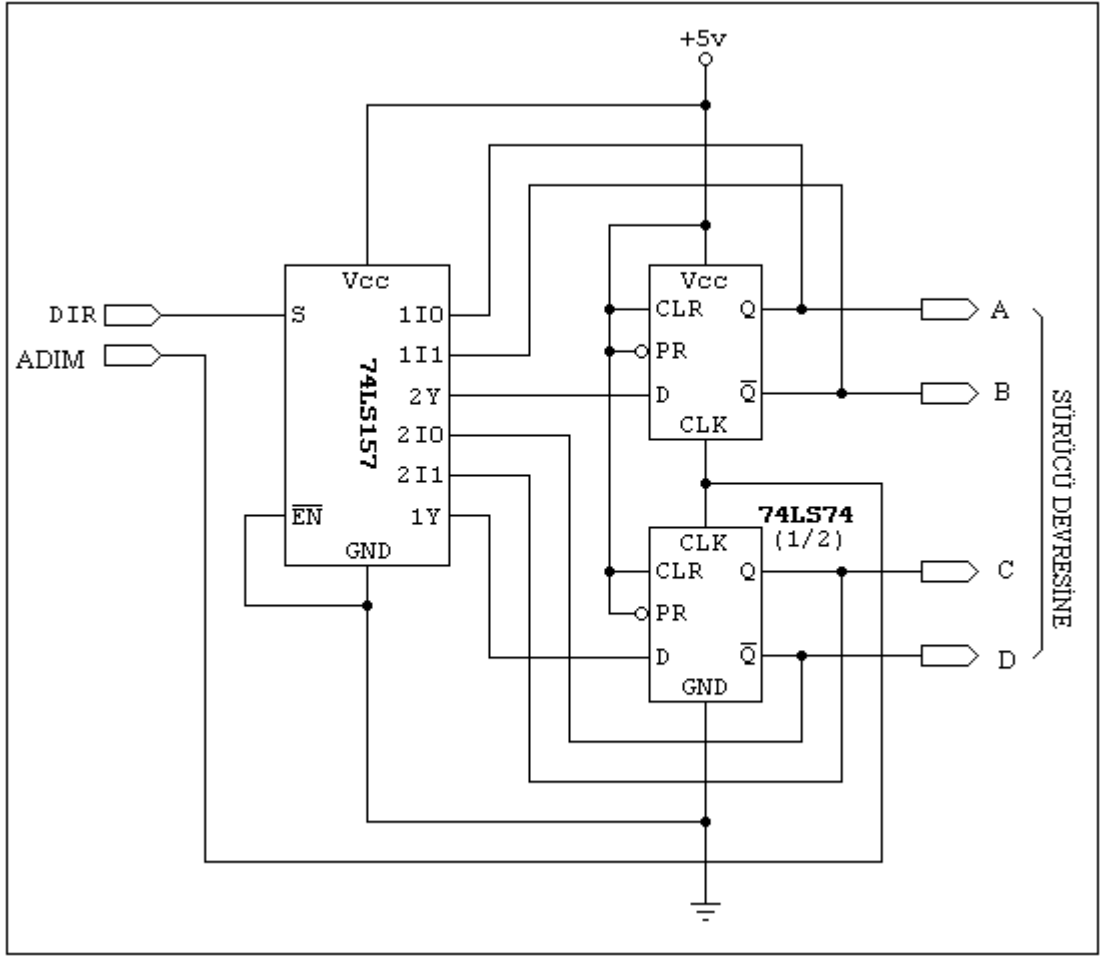 +5v
DIR
ADIM
Vcc
S
1I0
1I1
2Y
2I0
2I1
1Y
EN
GND
74LS157
Vcc
CLR
Q
PR
D
Q
CLK
74LS74
(1/2)
CLK
CLR
Q
PR
D
Q
GND
A
B
C
D
SÜRÜCÜ DEVRESİNE